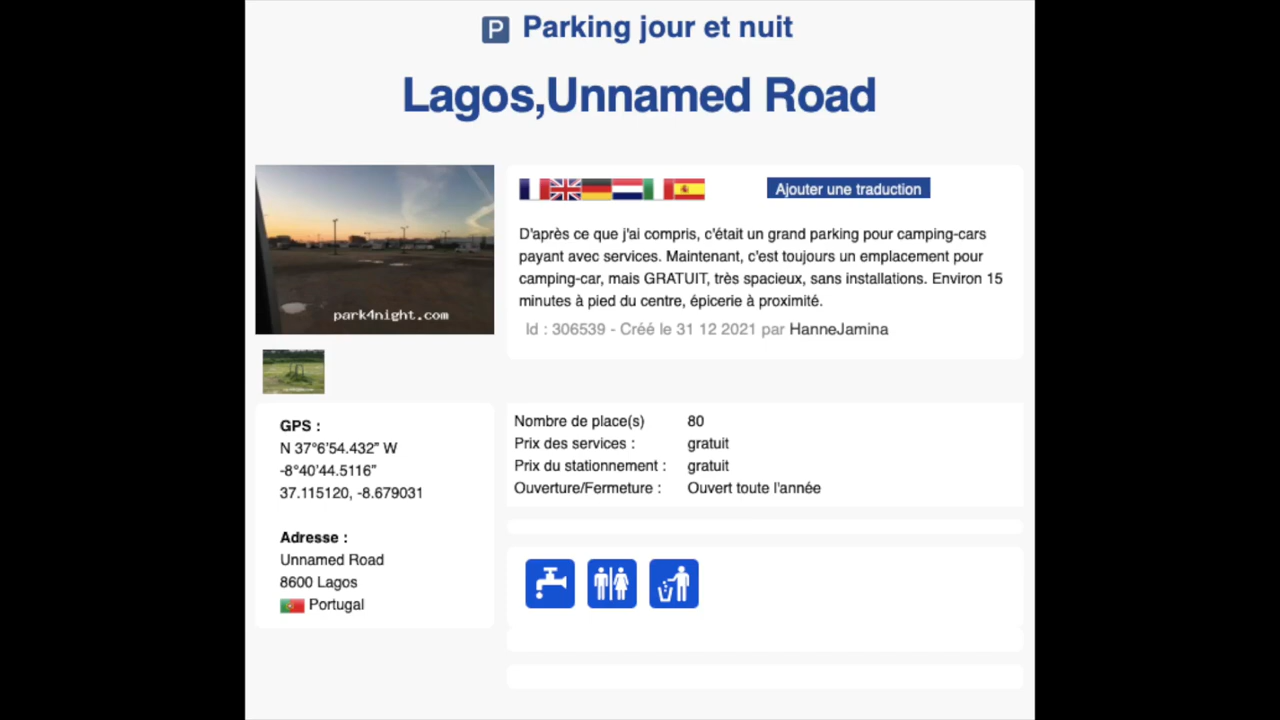 P Parking jour et nuit
Lagos,Unnamed Road
park4night.com
Ajouter une traduction
D'après ce que j'ai compris, c'était un grand parking pour camping-cars
payant avec services. Maintenant, c'est toujours un emplacement pour
camping-car, mais GRATUIT, très spacieux, sans installations. Environ 15
minutes à pied du centre, épicerie à proximité.
Id : 306539 - Créé le 31 12 2021 par HanneJamina
GPS :
N 37°6'54.432" W
-8°40'44.5116"
37.115120, -8.679031
Adresse :
Unnamed Road
8600 Lagos
Portugal
Nombre de place(s) 80
Prix des services : gratuit
Prix du stationnement : gratuit
Ouverture/Fermeture : Ouvert toute l'année